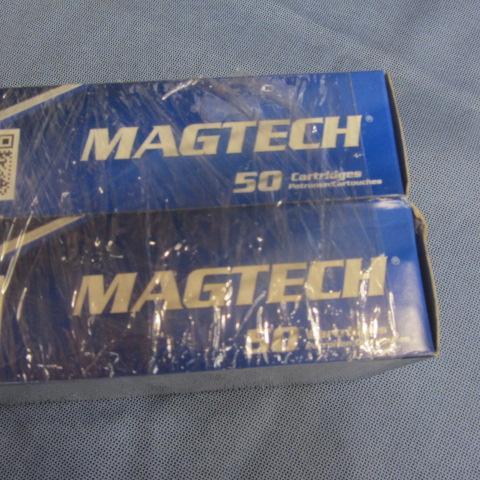 MAGTECH®
50 Cartridges
Patronen/Cartouches
MAGTECH®
50